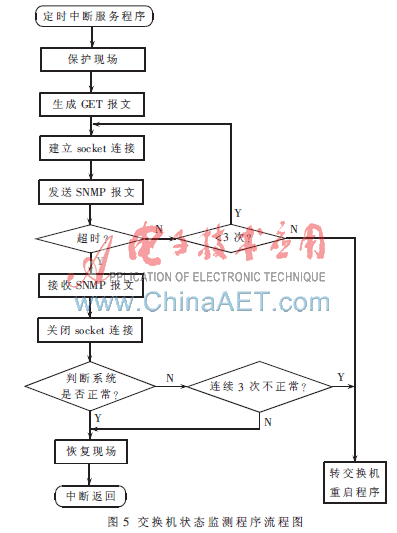 定时中断服务程序
保护现场
生成 GET 报文
建立 socket 连接
发送 SNMP 报文
Y
超时?
N
<3 次?
N
Y
电子技术应用
APPLICATION OF ELECTRONIC TECHNIQUE
接收 SNMP 报文
www.ChinaAET.com
关闭 socket 连接
判断系统
是否正常?
N
连续 3 次不正常?
Y
Y
N
恢复现场
中断返回
转交换机
重启程序
图 5 交换机状态监测程序流程图